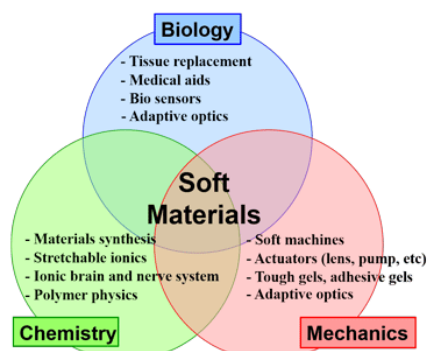 Biology
- Tissue replacement
- Medical aids
- Bio sensors
- Adaptive optics
Soft
Materials
- Materials synthesis
- Stretchable ionics
- Ionic brain and nerve system
- Polymer physics
- Soft machines
- Actuators (lens, pump, etc)
- Tough gels, adhesive gels
- Adaptive optics
Chemistry
Mechanics